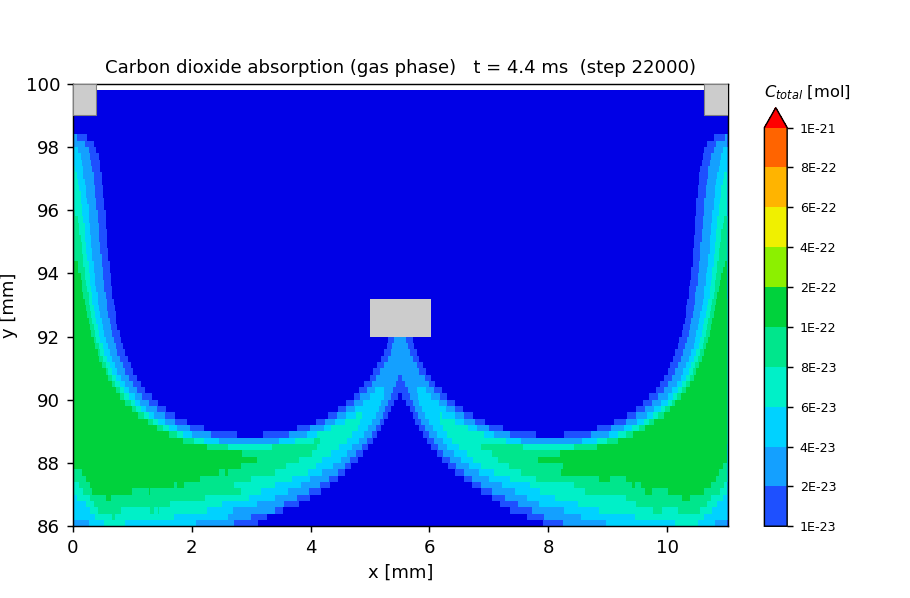 Carbon dioxide absorption (gas phase)   t = 4.4 ms  (step 22000)
C_total [mol]
100
98
96
94
92
90
88
86
y [mm]
0 2 4 6 8 10
x [mm]
1E-21
8E-22
6E-22
4E-22
2E-22
1E-22
8E-23
6E-23
4E-23
2E-23
1E-23